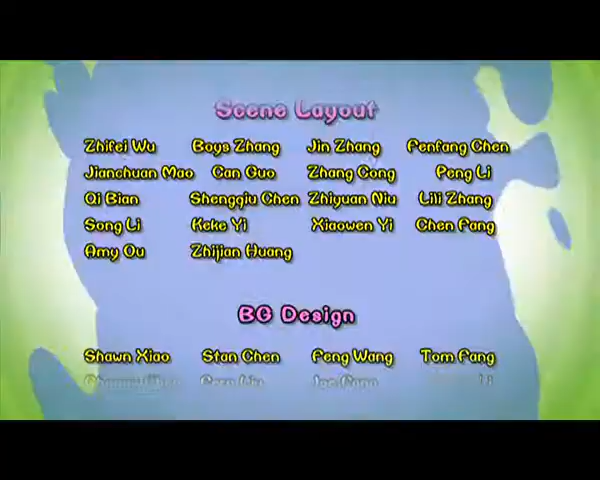 Scene Layout
Zhifei Wu Boys Zhang Jin Zhang Fenfang Chen
Jianchuan Mao Can Guo Zhang Cong Peng Li
Qi Bian Shengqiu Chen Zhiyuan Niu Lili Zhang
Song Li Keke Yi Xiaowen Yi Chen Fang
Amy Ou Zhijian Huang
BG Design
Shawn Xiao Stan Chen Feng Wang Tom Fang